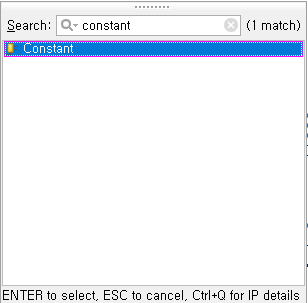 Search: constant (1 match)
Constant
ENTER to select, ESC to cancel, Ctrl+Q for IP details